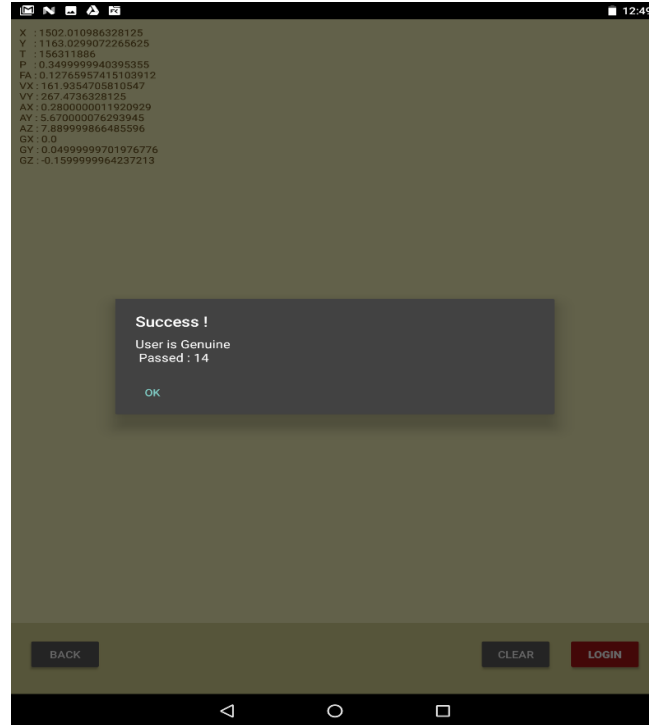 12:49
X : 1502.010986328125
Y : 1163.0299072265625
T : 156311886
P : 0.3499999940395355
FA : 0.12765957415103912
VX : 161.9354705810547
VY : 267.4736328125
AX : 0.2800000011920929
AY : 5.670000076293945
AZ : 7.889999866485596
GX : 0.0
GY : 0.04999999701976776
GZ : -0.1599999964237213
Success !
User is Genuine
Passed : 14
OK
BACK CLEAR LOGIN